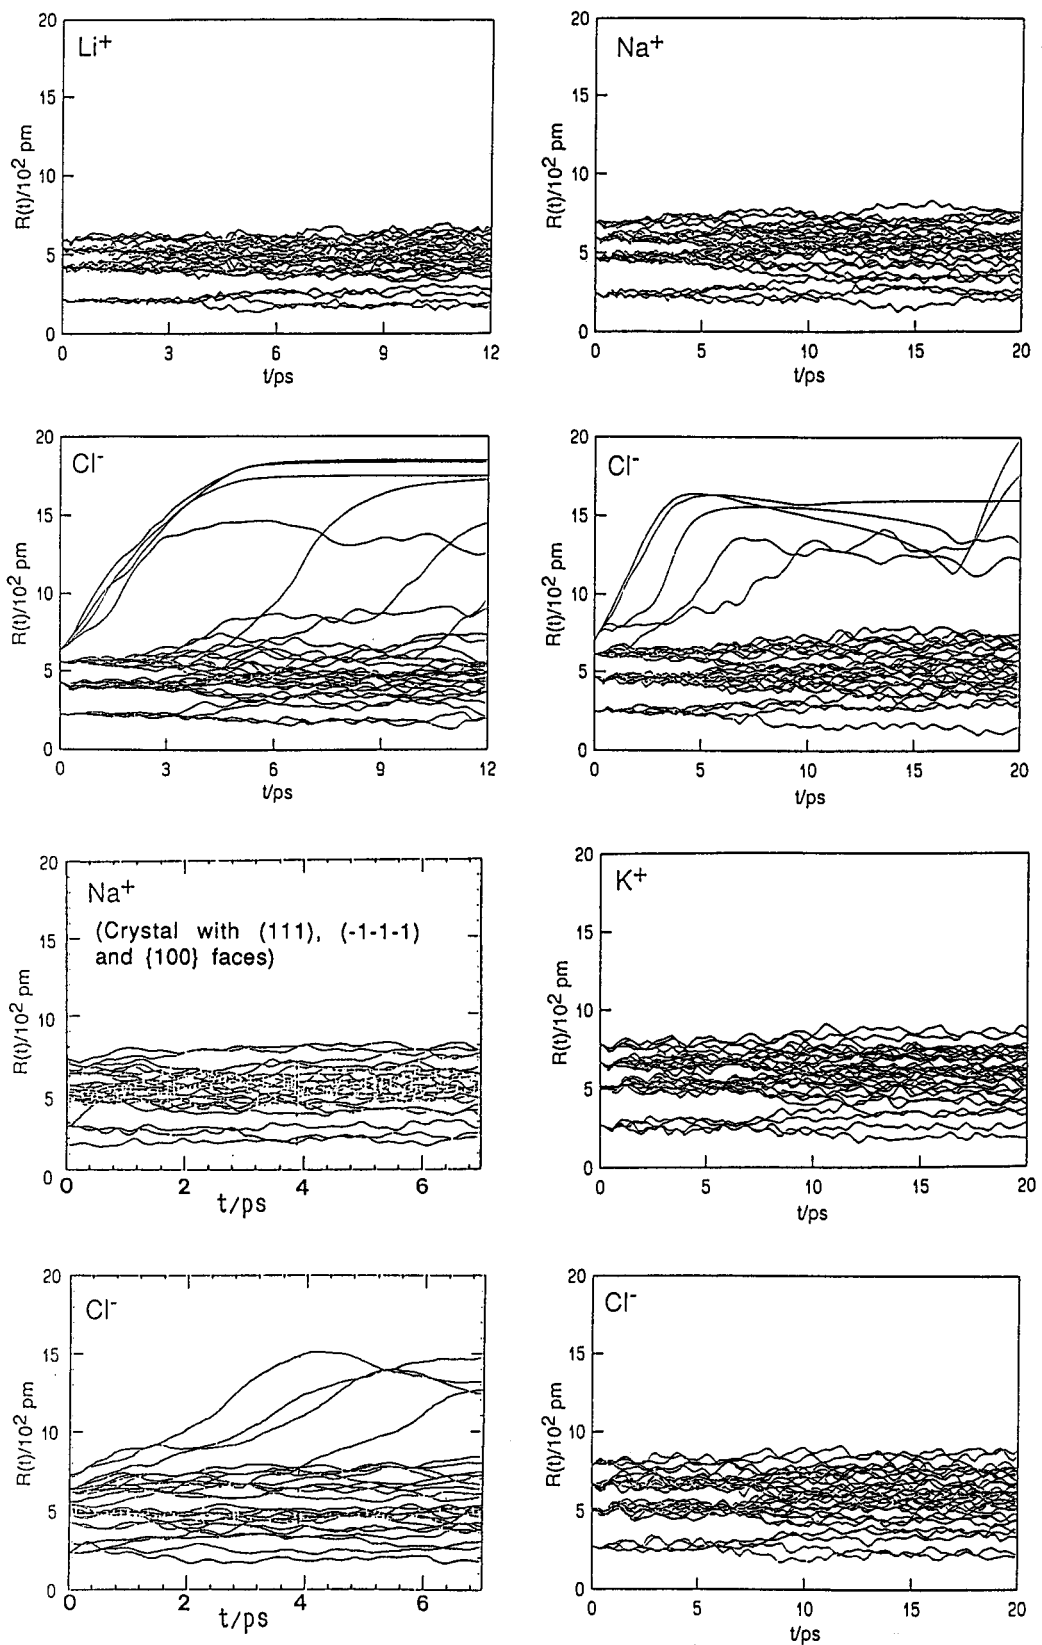 20
15
10
5
0
R(t)/10² pm
Li⁺
0 3 6 9 12
t/ps
20
15
10
5
0
R(t)/10² pm
Na⁺
0 5 10 15 20
t/ps
20
15
10
5
0
R(t)/10² pm
Cl⁻
0 3 6 9 12
t/ps
20
15
10
5
0
R(t)/10² pm
Cl⁻
0 5 10 15 20
t/ps
20
15
10
5
0
R(t)/10² pm
Na⁺
(Crystal with (111), (-1-1-1)
and {100} faces)
0 2 4 6
t/ps
20
15
10
5
0
R(t)/10² pm
K⁺
0 5 10 15 20
t/ps
20
15
10
5
0
R(t)/10² pm
Cl⁻
0 2 4 6
t/ps
20
15
10
5
0
R(t)/10² pm
Cl⁻
0 5 10 15 20
t/ps